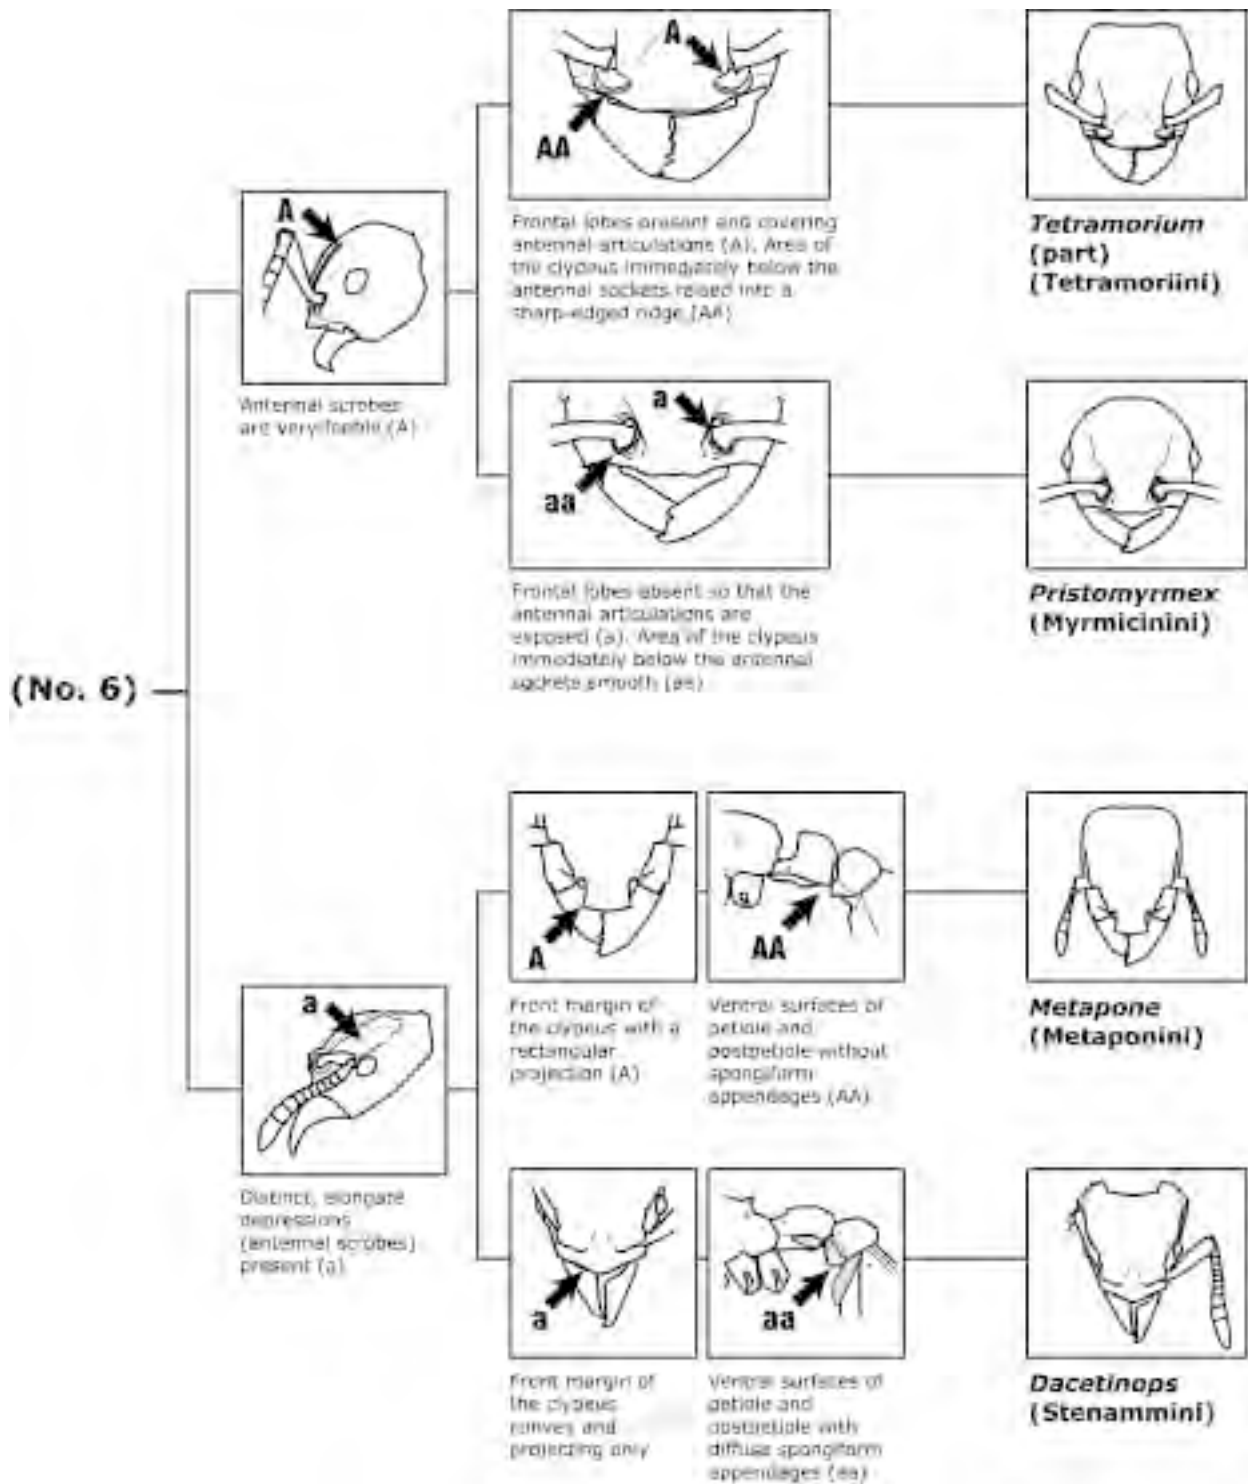 A
AA
Frontal lobes present and covering
antennal articulations (A). Area of
the clypeus immediately below the
antennal sockets raised into a
sharp-edged ridge (AA)
Tetramorium
(part)
(Tetramoriini)
A
Antennal scrobes
are very feeble (A)
a
aa
Frontal lobes absent so that the
antennal articulations are
exposed (a). Area of the clypeus
immediately below the antennal
sockets smooth (aa)
Pristomyrmex
(Myrmicinini)
(No. 6)
A
Front margin of
the clypeus with a
rectangular
projection (A)
AA
Ventral surfaces of
petiole and
postpetiole without
spongiform
appendages (AA)
Metapone
(Metaponini)
a
Distinct, elongate
depressions
(antennal scrobes)
present (a)
a
Front margin of
the clypeus
convex and
projecting only
aa
Ventral surfaces of
petiole and
postpetiole with
diffuse spongiform
appendages (aa)
Dacetinops
(Stenammini)